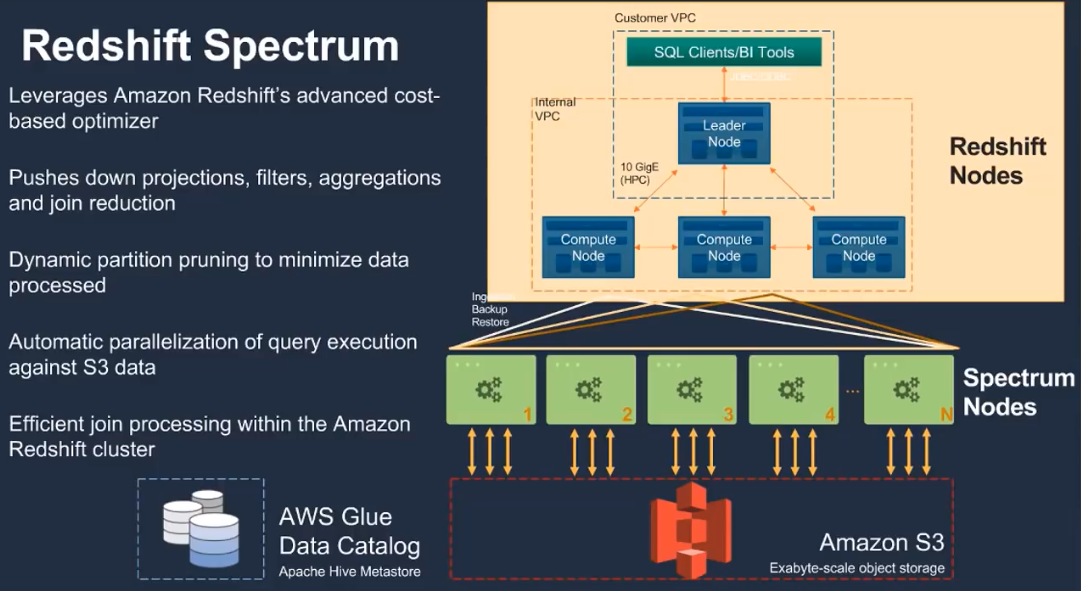 Redshift Spectrum
Leverages Amazon Redshift's advanced cost-
based optimizer
Pushes down projections, filters, aggregations
and join reduction
Dynamic partition pruning to minimize data
processed
Automatic parallelization of query execution
against S3 data
Efficient join processing within the Amazon
Redshift cluster
AWS Glue
Data Catalog
Apache Hive Metastore
Customer VPC
SQL Clients/BI Tools
Internal
VPC
Leader
Node
10 GigE
(HPC)
Compute
Node
Compute
Node
Compute
Node
Redshift
Nodes
Backup
Restore
1
2
3
4
...
N
Spectrum
Nodes
Amazon S3
Exabyte-scale object storage